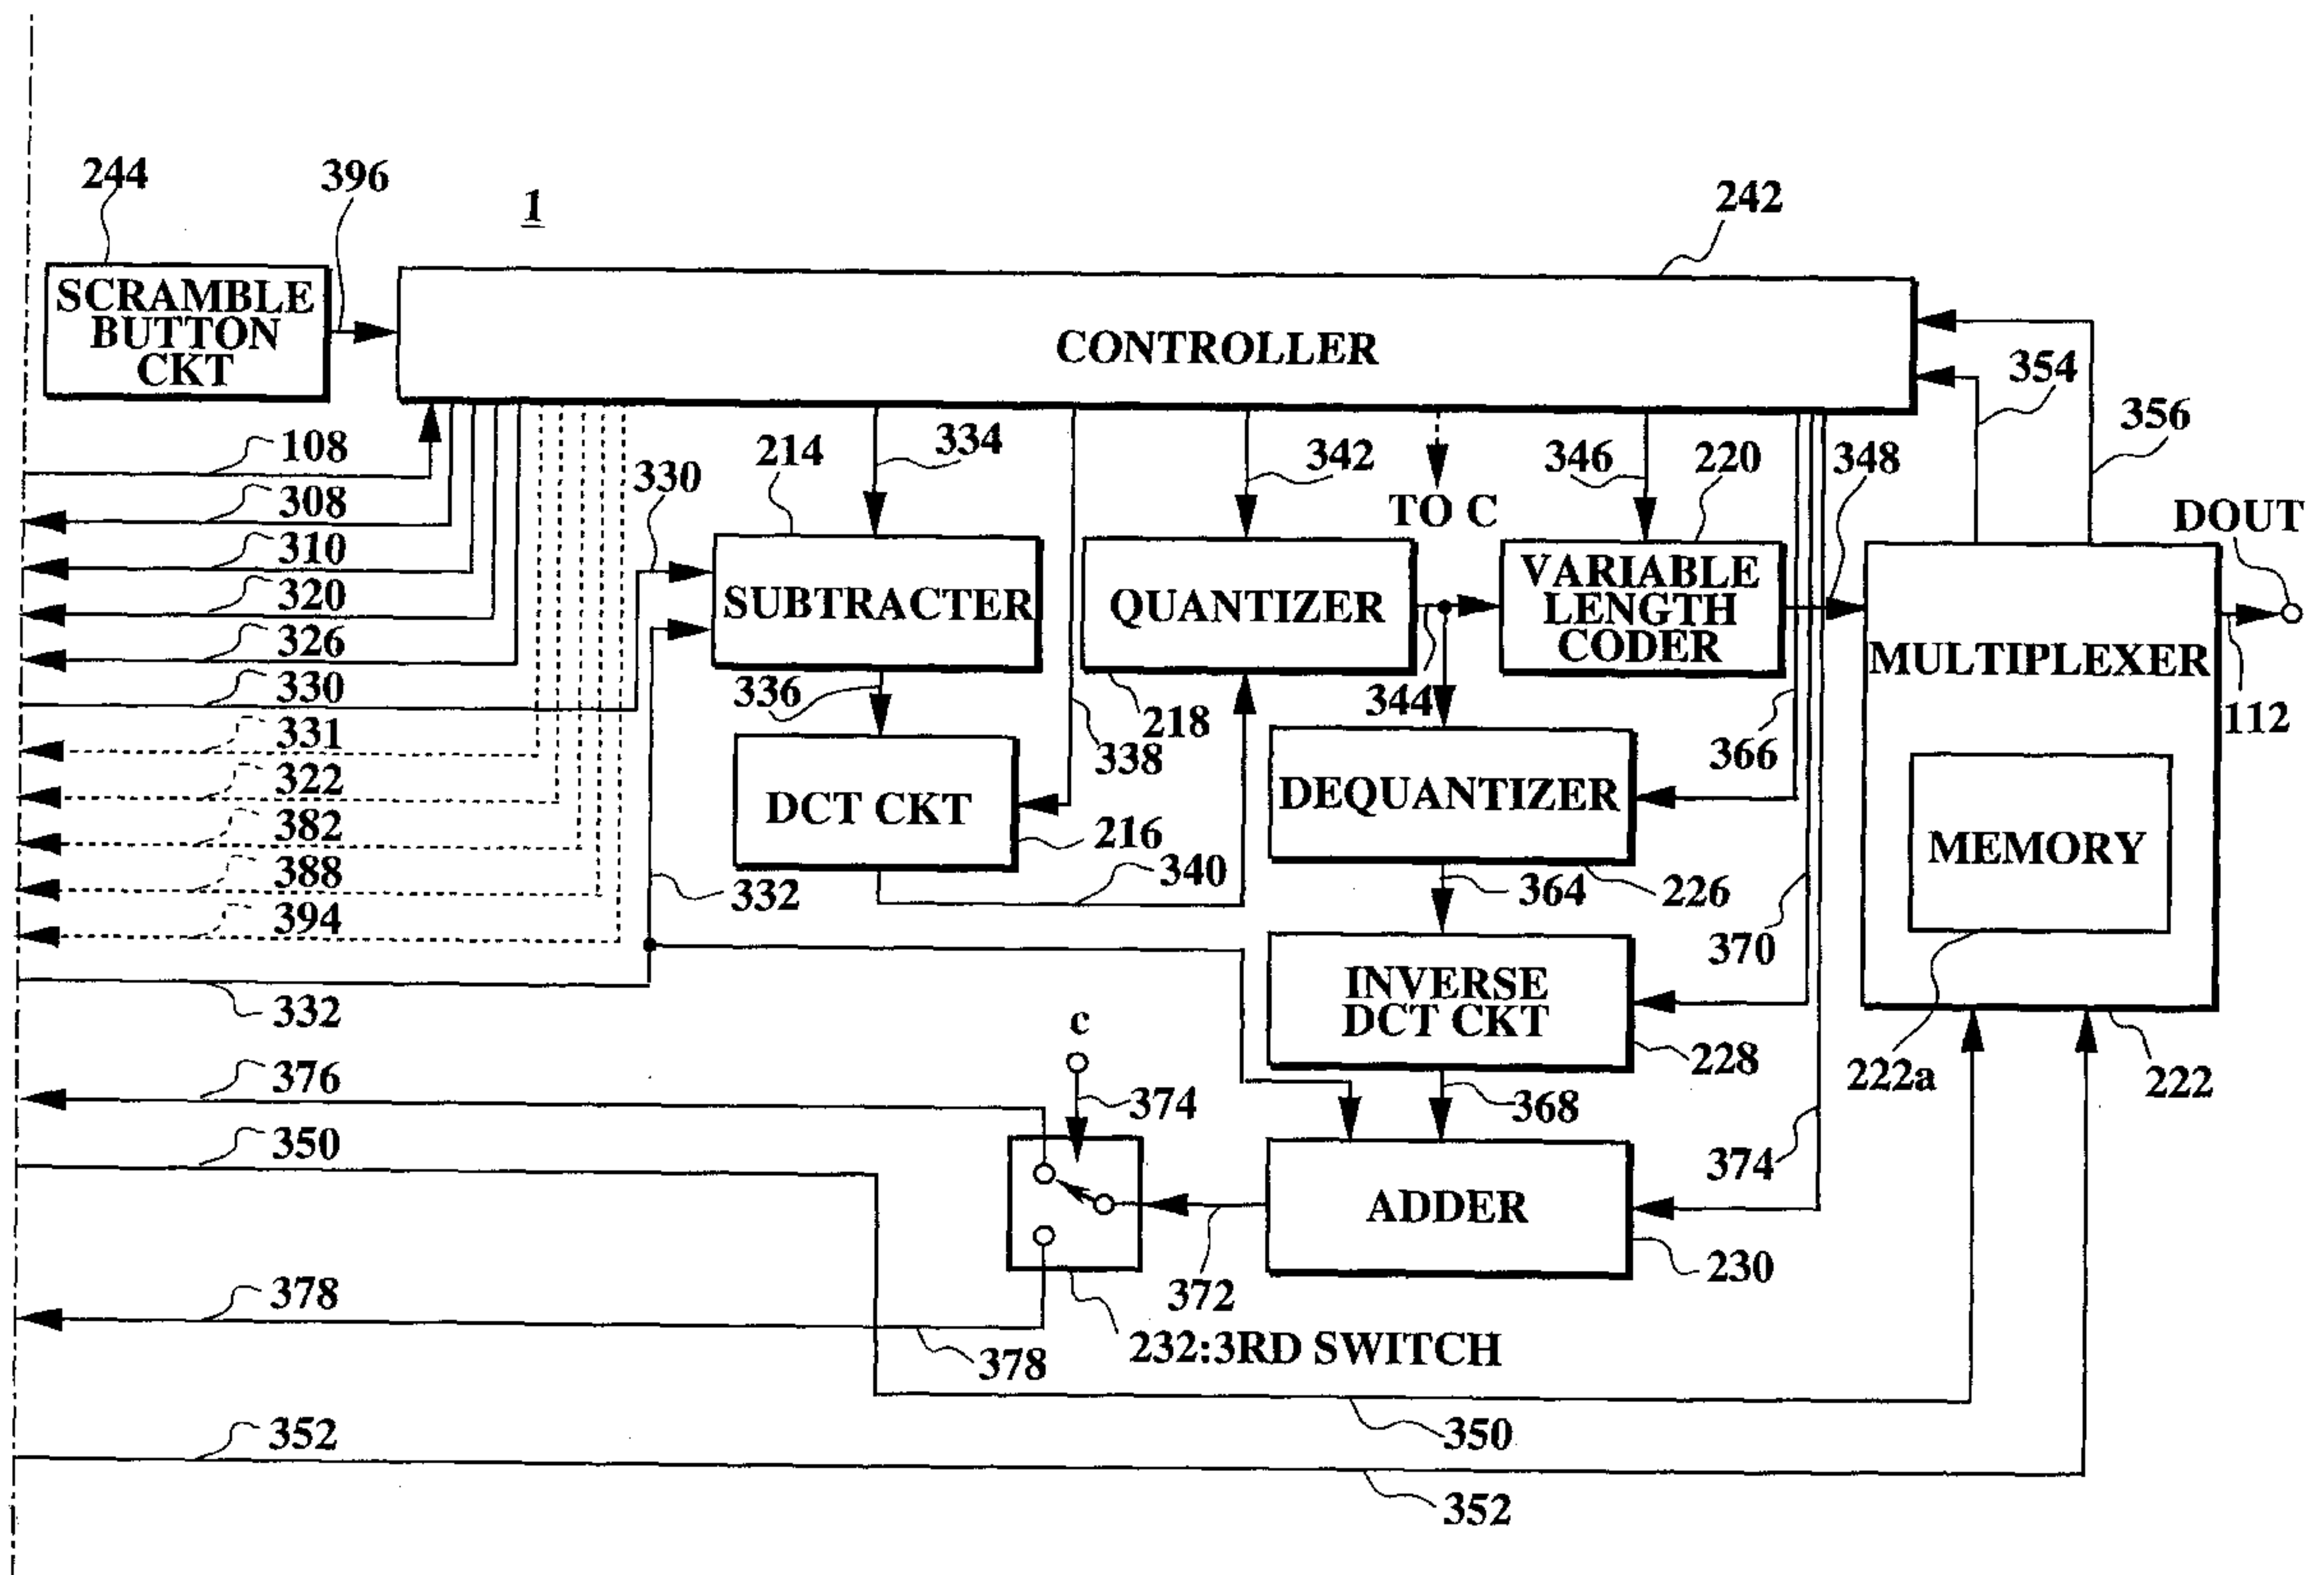 244
396
1
242
SCRAMBLE
BUTTON
CKT
CONTROLLER
354
356
108
308
310
320
326
330
331
322
382
388
394
332
376
350
378
352
330
214
334
342
TO C
346
220
348
DOUT
SUBTRACTER
QUANTIZER
VARIABLE
LENGTH
CODER
MULTIPLEXER
112
336
338
218
344
366
DCT CKT
216
DEQUANTIZER
MEMORY
332
340
364
226
370
INVERSE
DCT CKT
228
222a
222
c
374
368
374
ADDER
230
372
232:3RD SWITCH
378
350
352